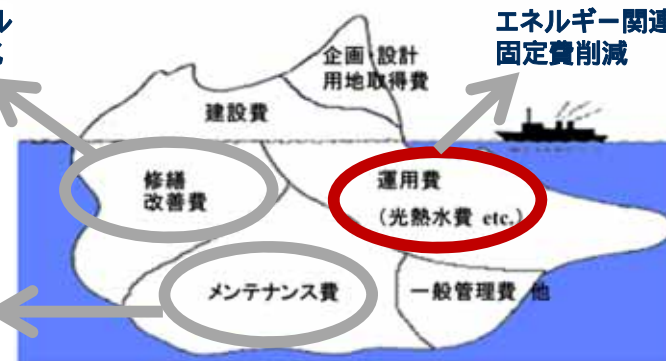 ル
エネルギー関連
固定費削減
企画・設計
用地取得費
建設費
修繕
改善費
運用費
(光熱水費 etc.)
メンテナンス費
一般管理費 他